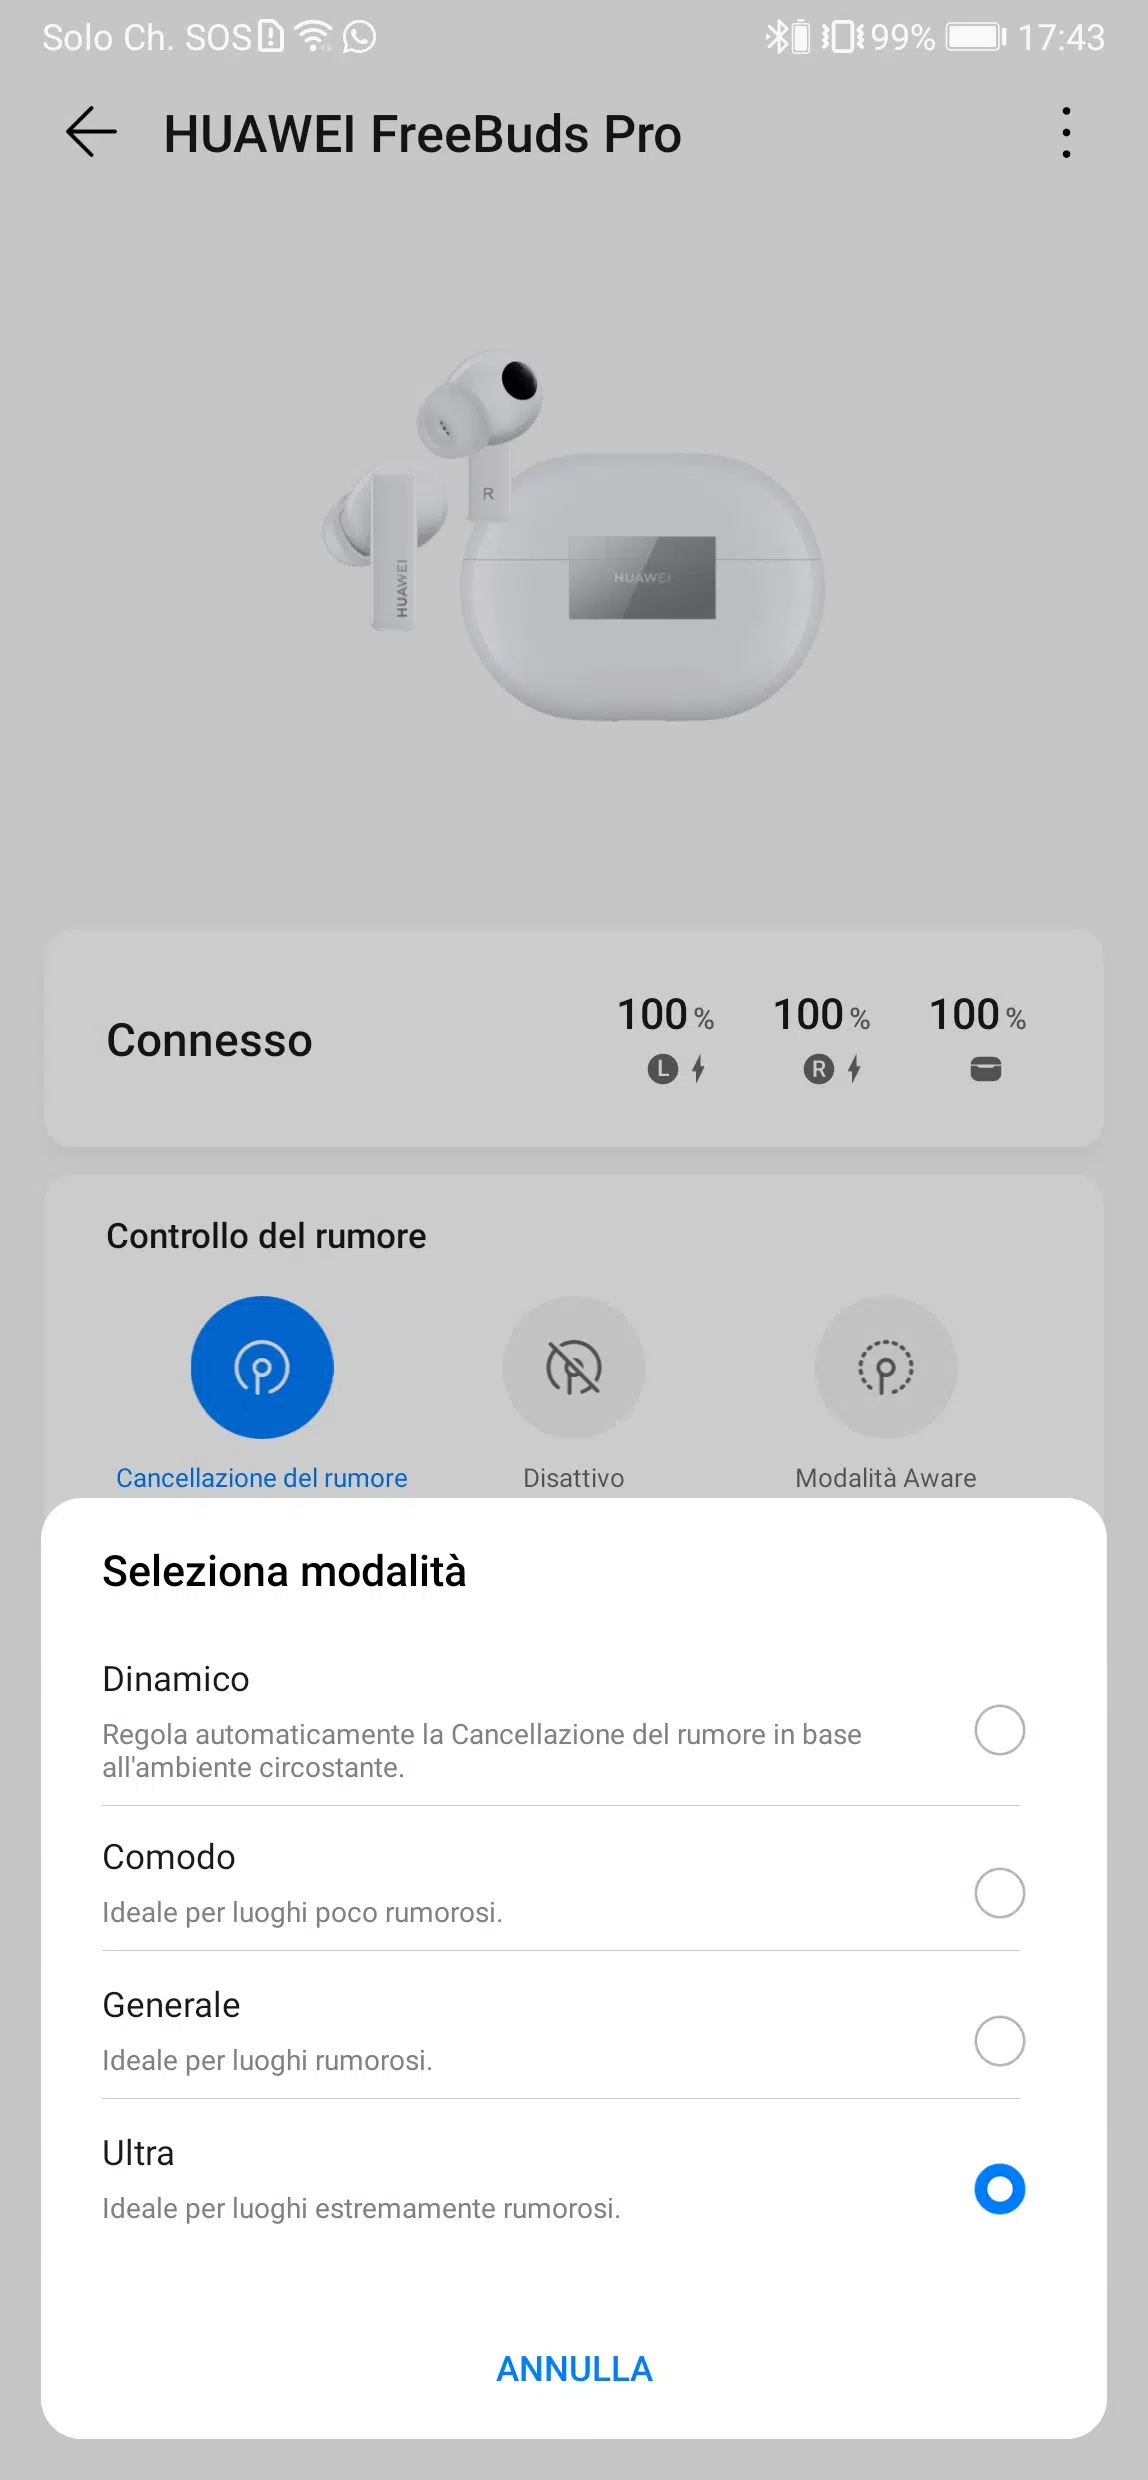 Solo Ch. SOS 99% 17:43
HUAWEI FreeBuds Pro
R
HUAWEI
HUAWEI
Connesso
100 % 100 % 100 %
L R
Controllo del rumore
Cancellazione del rumore Disattivo Modalità Aware
Seleziona modalità
Dinamico
Regola automaticamente la Cancellazione del rumore in base
all'ambiente circostante.
Comodo
Ideale per luoghi poco rumorosi.
Generale
Ideale per luoghi rumorosi.
Ultra
Ideale per luoghi estremamente rumorosi.
ANNULLA